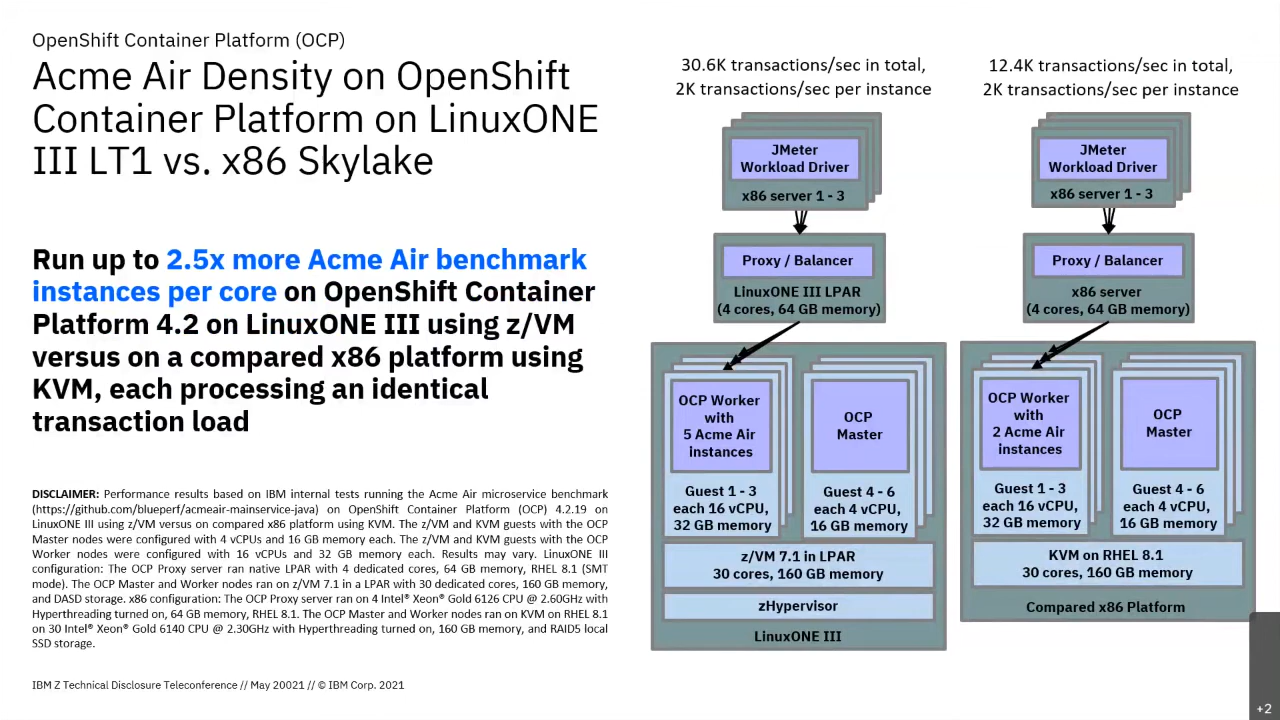 OpenShift Container Platform (OCP)
Acme Air Density on OpenShift
Container Platform on LinuxONE
III LT1 vs. x86 Skylake
Run up to 2.5x more Acme Air benchmark
instances per core on OpenShift Container
Platform 4.2 on LinuxONE III using z/VM
versus on a compared x86 platform using
KVM, each processing an identical
transaction load
DISCLAIMER: Performance results based on IBM internal tests running the Acme Air microservice benchmark
(https://github.com/blueperf/acmeair-mainservice-java) on OpenShift Container Platform (OCP) 4.2.19 on
LinuxONE III using z/VM versus on compared x86 platform using KVM. The z/VM and KVM guests with the OCP
Master nodes were configured with 4 vCPUs and 16 GB memory each. The z/VM and KVM guests with the OCP
Worker nodes were configured with 16 vCPUs and 32 GB memory each. Results may vary. LinuxONE III
configuration: The OCP Proxy server ran native LPAR with 4 dedicated cores, 64 GB memory, RHEL 8.1 (SMT
mode). The OCP Master and Worker nodes ran on z/VM 7.1 in a LPAR with 30 dedicated cores, 160 GB memory,
and DASD storage. x86 configuration: The OCP Proxy server ran on 4 Intel® Xeon® Gold 6126 CPU @ 2.60GHz with
Hyperthreading turned on, 64 GB memory, RHEL 8.1. The OCP Master and Worker nodes ran on KVM on RHEL 8.1
on 30 Intel® Xeon® Gold 6140 CPU @ 2.30GHz with Hyperthreading turned on, 160 GB memory, and RAID5 local
SSD storage.
IBM Z Technical Disclosure Teleconference // May 20021 // © IBM Corp. 2021
30.6K transactions/sec in total,
2K transactions/sec per instance
JMeter
Workload Driver
x86 server 1 - 3
Proxy / Balancer
LinuxONE III LPAR
(4 cores, 64 GB memory)
OCP Worker
with
5 Acme Air
instances
Guest 1 - 3
each 16 vCPU,
32 GB memory
OCP
Master
Guest 4 - 6
each 4 vCPU,
16 GB memory
z/VM 7.1 in LPAR
30 cores, 160 GB memory
zHypervisor
LinuxONE III
12.4K transactions/sec in total,
2K transactions/sec per instance
JMeter
Workload Driver
x86 server 1 - 3
Proxy / Balancer
x86 server
(4 cores, 64 GB memory)
OCP Worker
with
2 Acme Air
instances
Guest 1 - 3
each 16 vCPU,
32 GB memory
OCP
Master
Guest 4 - 6
each 4 vCPU,
16 GB memory
KVM on RHEL 8.1
30 cores, 160 GB memory
Compared x86 Platform
+2